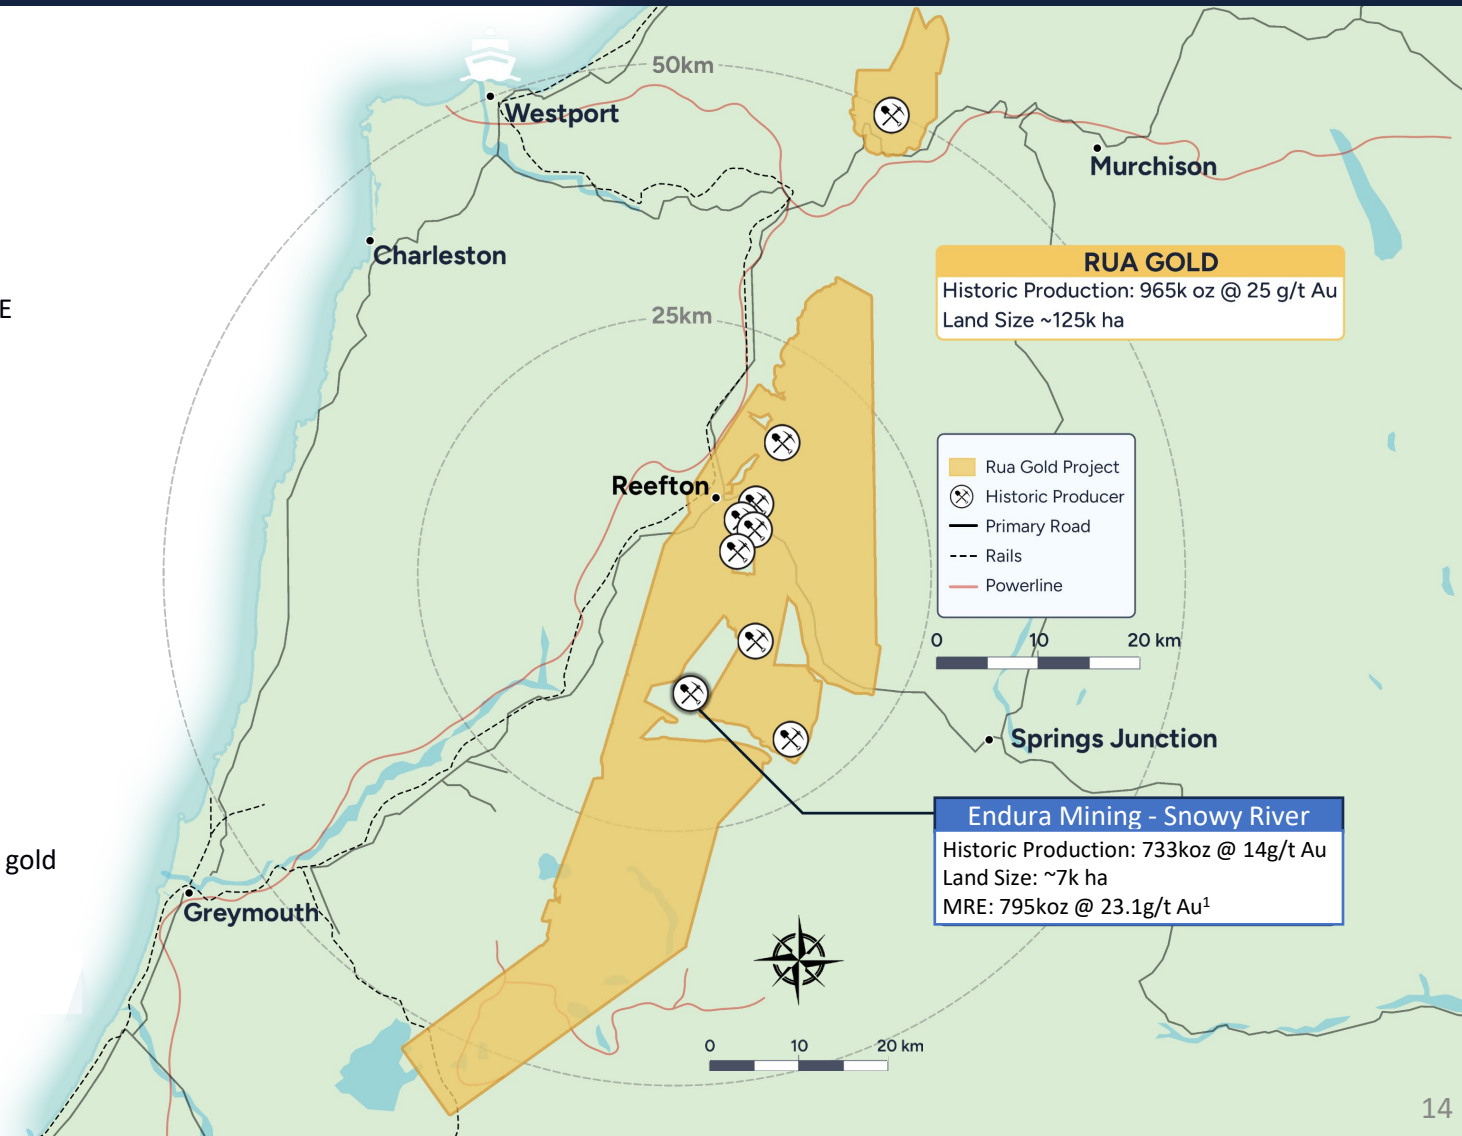 50km
Westport
Murchison
Charleston
RUA GOLD
Historic Production: 965k oz @ 25 g/t Au
Land Size ~125k ha
E
25km
Rua Gold Project
Reefton
Historic Producer
Primary Road
Rails
Powerline
0 10 20 km
Springs Junction
Endura Mining - Snowy River
Historic Production: 733koz @ 14g/t Au
Land Size: ~7k ha
MRE: 795koz @ 23.1g/t Au¹
gold
Greymouth
0 10 20 km
14